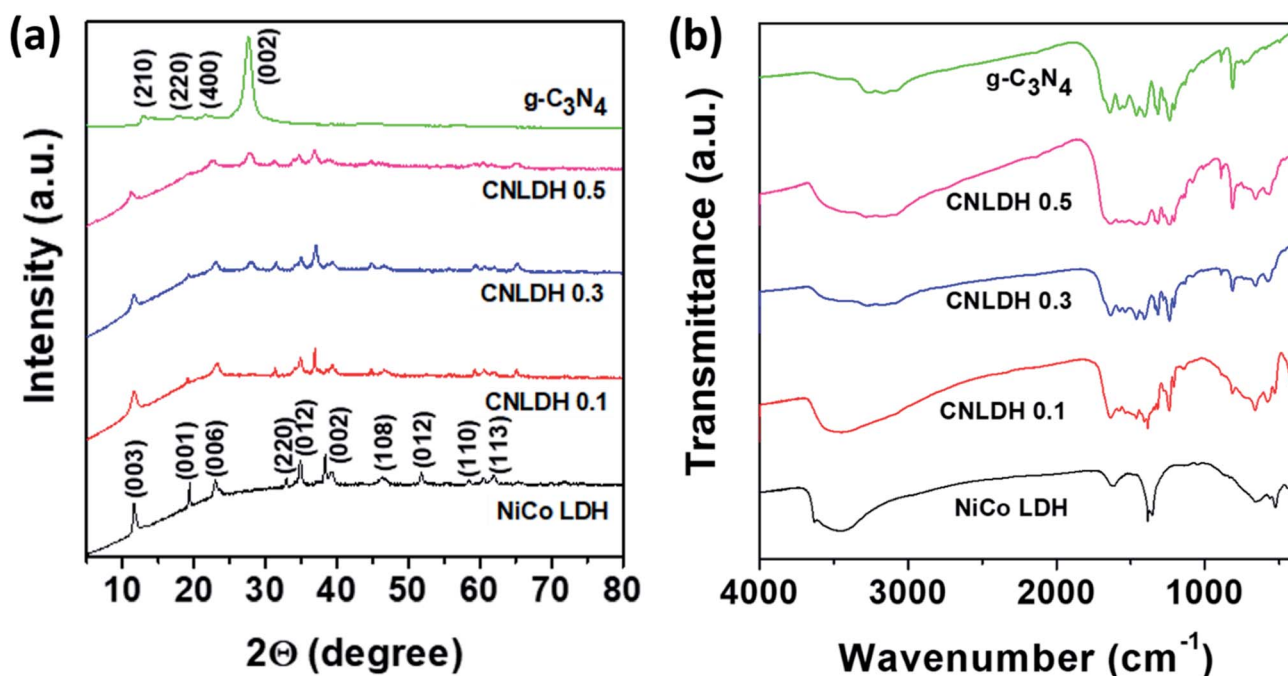 (a)
Intensity (a.u.)
(210)
(220)
(400)
(002)
g-C₃N₄
CNLDH 0.5
CNLDH 0.3
CNLDH 0.1
(003)
(001)
(006)
(220)
(012)
(002)
(108)
(012)
(110)
(113)
NiCo LDH
10 20 30 40 50 60 70 80
2Θ (degree)
(b)
Transmittance (a.u.)
g-C₃N₄
CNLDH 0.5
CNLDH 0.3
CNLDH 0.1
NiCo LDH
4000 3000 2000 1000
Wavenumber (cm⁻¹)